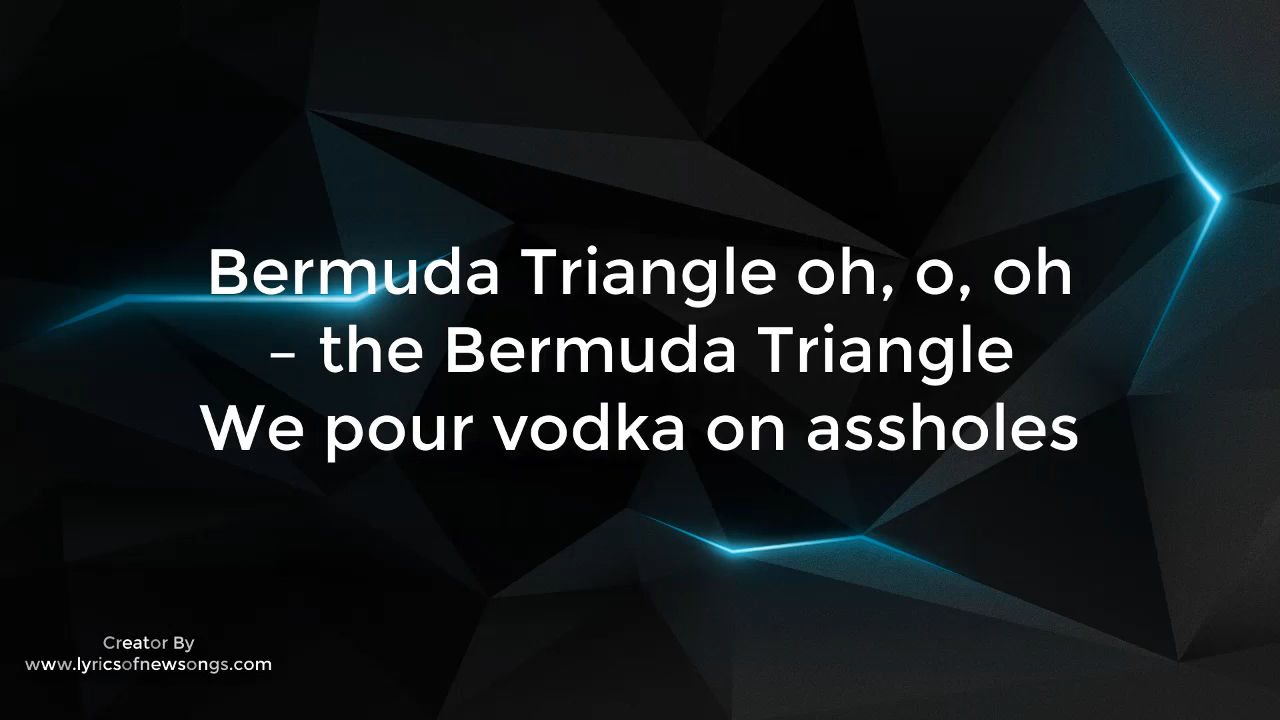 Bermuda Triangle oh, o, oh
– the Bermuda Triangle
We pour vodka on assholes
Creator By
www.lyricsofnewsongs.com